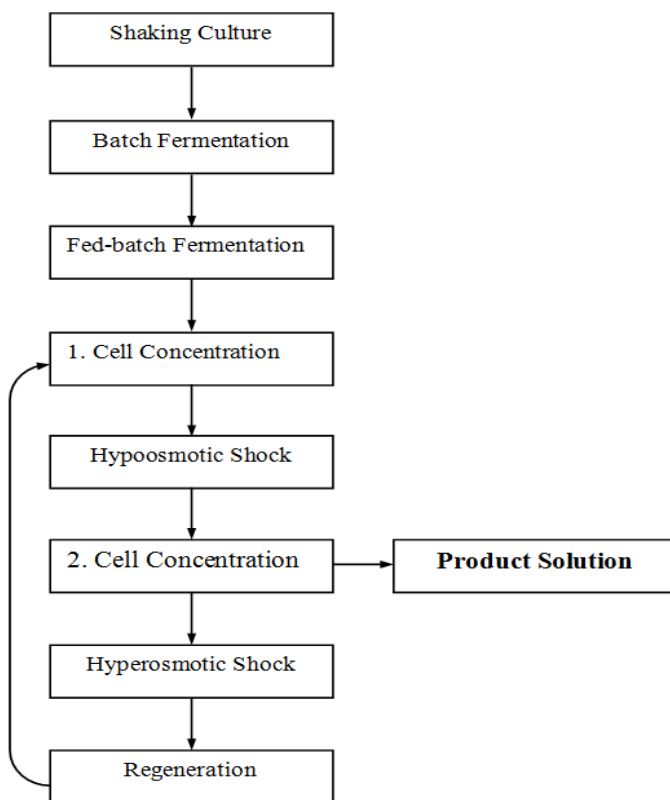 Shaking Culture
Batch Fermentation
Fed-batch Fermentation
1. Cell Concentration
Hypoosmotic Shock
2. Cell Concentration
Product Solution
Hyperosmotic Shock
Regeneration